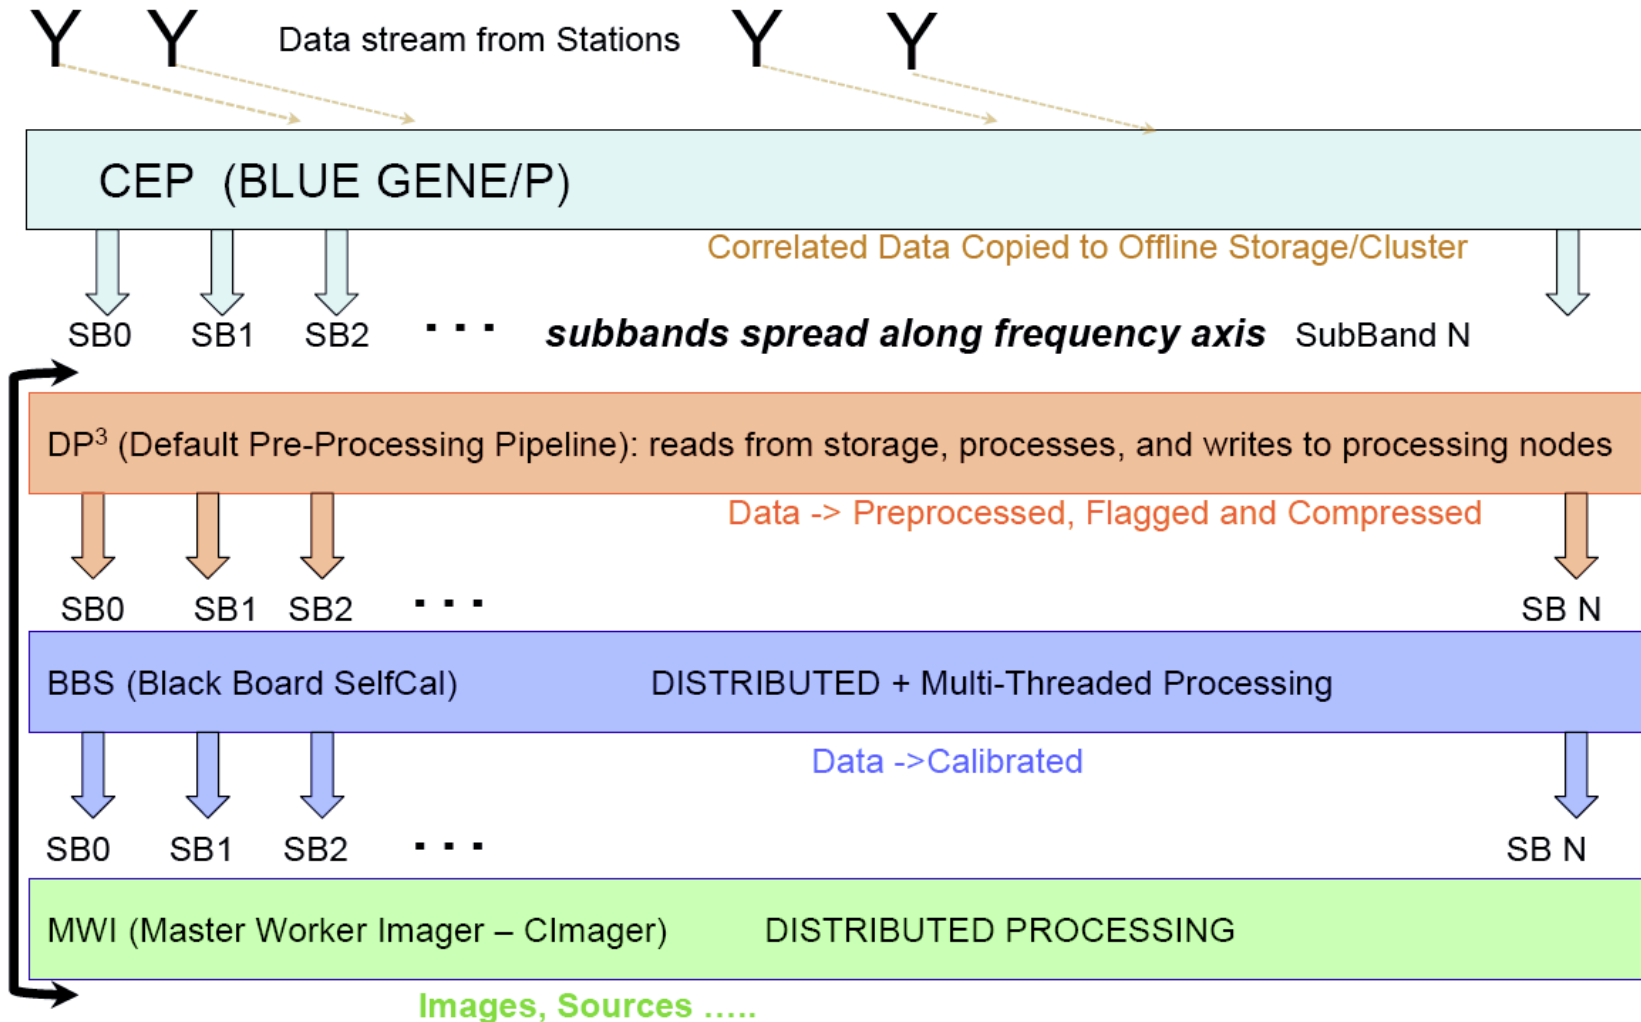 Y Y Data stream from Stations Y Y
CEP (BLUE GENE/P)
Correlated Data Copied to Offline Storage/Cluster
SB0 SB1 SB2 ... subbands spread along frequency axis SubBand N
DP³ (Default Pre-Processing Pipeline): reads from storage, processes, and writes to processing nodes
Data -> Preprocessed, Flagged and Compressed
SB0 SB1 SB2 ... SB N
BBS (Black Board SelfCal) DISTRIBUTED + Multi-Threaded Processing
Data ->Calibrated
SB0 SB1 SB2 ... SB N
MWI (Master Worker Imager – CImager) DISTRIBUTED PROCESSING
Images, Sources .....